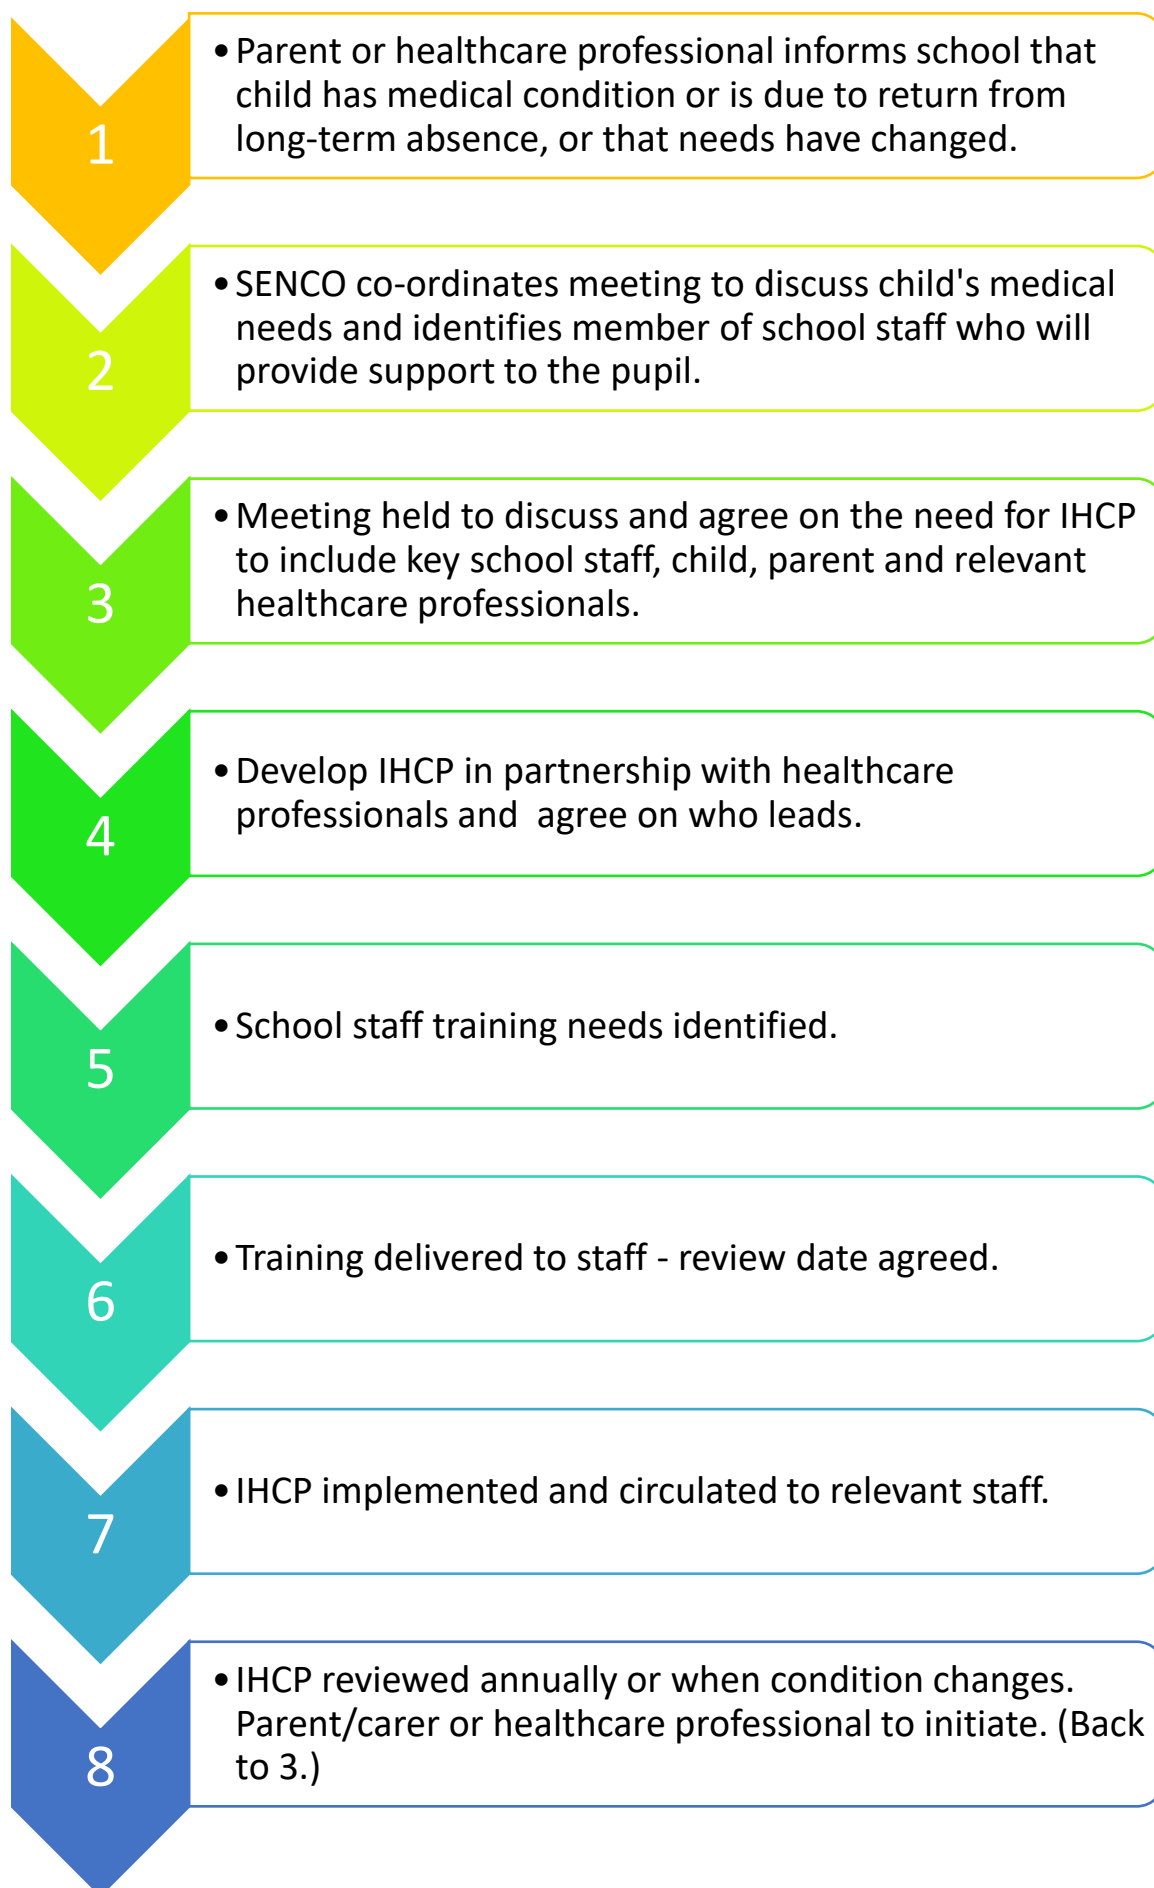 1
• Parent or healthcare professional informs school that
child has medical condition or is due to return from
long-term absence, or that needs have changed.
2
• SENCO co-ordinates meeting to discuss child's medical
needs and identifies member of school staff who will
provide support to the pupil.
3
• Meeting held to discuss and agree on the need for IHCP
to include key school staff, child, parent and relevant
healthcare professionals.
4
• Develop IHCP in partnership with healthcare
professionals and  agree on who leads.
5
• School staff training needs identified.
6
• Training delivered to staff - review date agreed.
7
• IHCP implemented and circulated to relevant staff.
8
• IHCP reviewed annually or when condition changes.
Parent/carer or healthcare professional to initiate. (Back
to 3.)